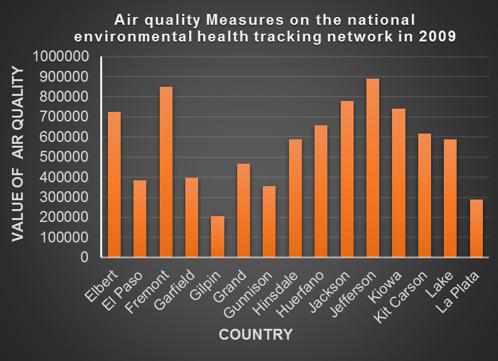 Air quality Measures on the national
environmental health tracking network in 2009
VALUE OF AIR QUALITY
1000000
900000
800000
700000
600000
500000
400000
300000
200000
100000
0
Elbert
El Paso
Fremont
Garfield
Gilpin
Grand
Gunnison
Hinsdale
Huerfano
Jackson
Jefferson
Kiowa
Kit Carson
Lake
La Plata
COUNTRY